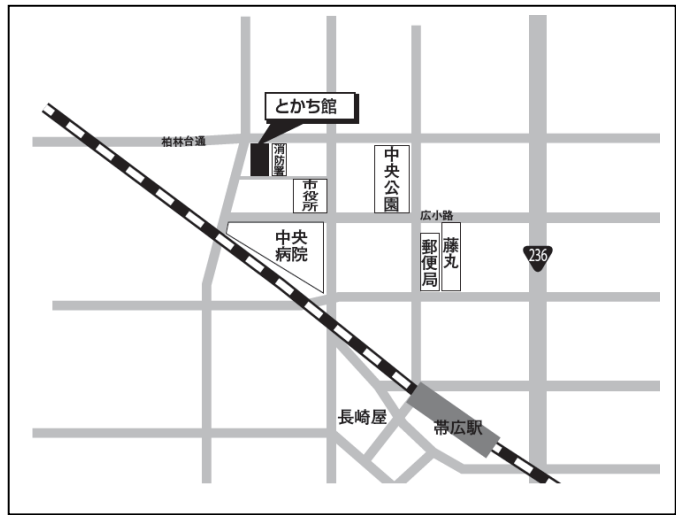 とかち館
柏林台通
消防署
中央公園
市役所
広小路
中央
病院
郵便局
藤丸
236
長崎屋
帯広駅